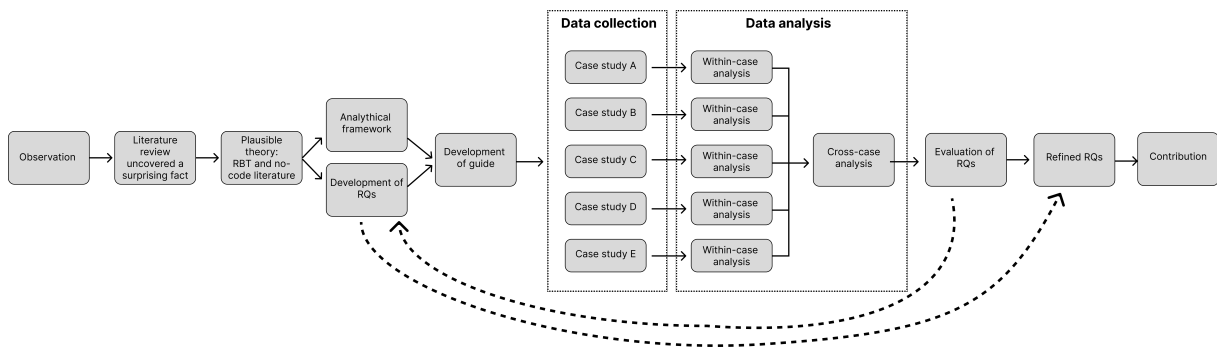 Data collection
Data analysis
Observation
Literature
review
uncovered a
surprising fact
Plausible
theory:
RBT and no-
code literature
Analytical
framework
Development of
RQs
Development
of guide
Case study A
Case study B
Case study C
Case study D
Case study E
Within-case
analysis
Within-case
analysis
Within-case
analysis
Within-case
analysis
Within-case
analysis
Cross-case
analysis
Evaluation of
RQs
Refined RQs
Contribution